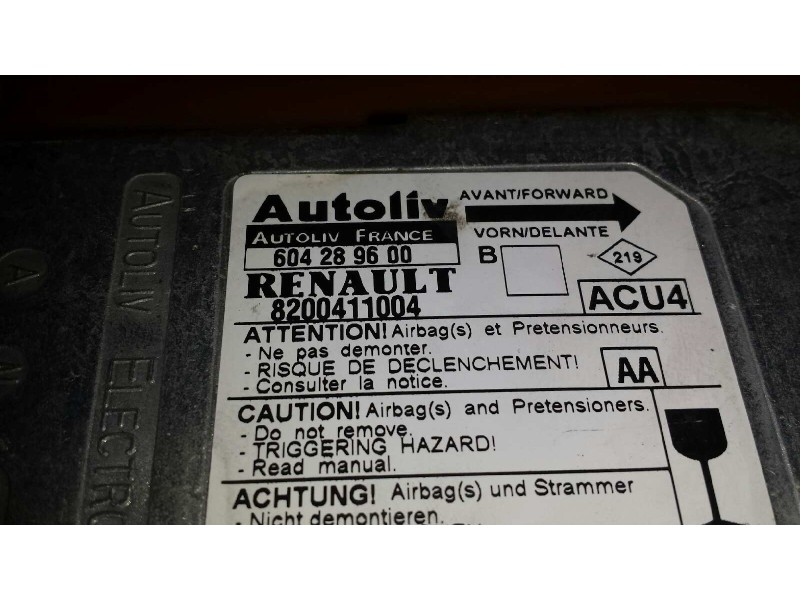 Autoliv
AVANT/FORWARD
AUTOLIV FRANCE
VORN/DELANTE
604 28 96 00
B
219
RENAULT
8200411004
ACU4
ATTENTION! Airbag(s) et Pretensionneurs.
- Ne pas demonter.
- RISQUE DE DECLENCHEMENT!
- Consulter la notice.
AA
CAUTION! Airbag(s) and Pretensioners.
- Do not remove.
- TRIGGERING HAZARD!
- Read manual.
ACHTUNG! Airbag(s) und Strammer
- Nicht demontieren.
AUTOLIV ELECTRO
A
N